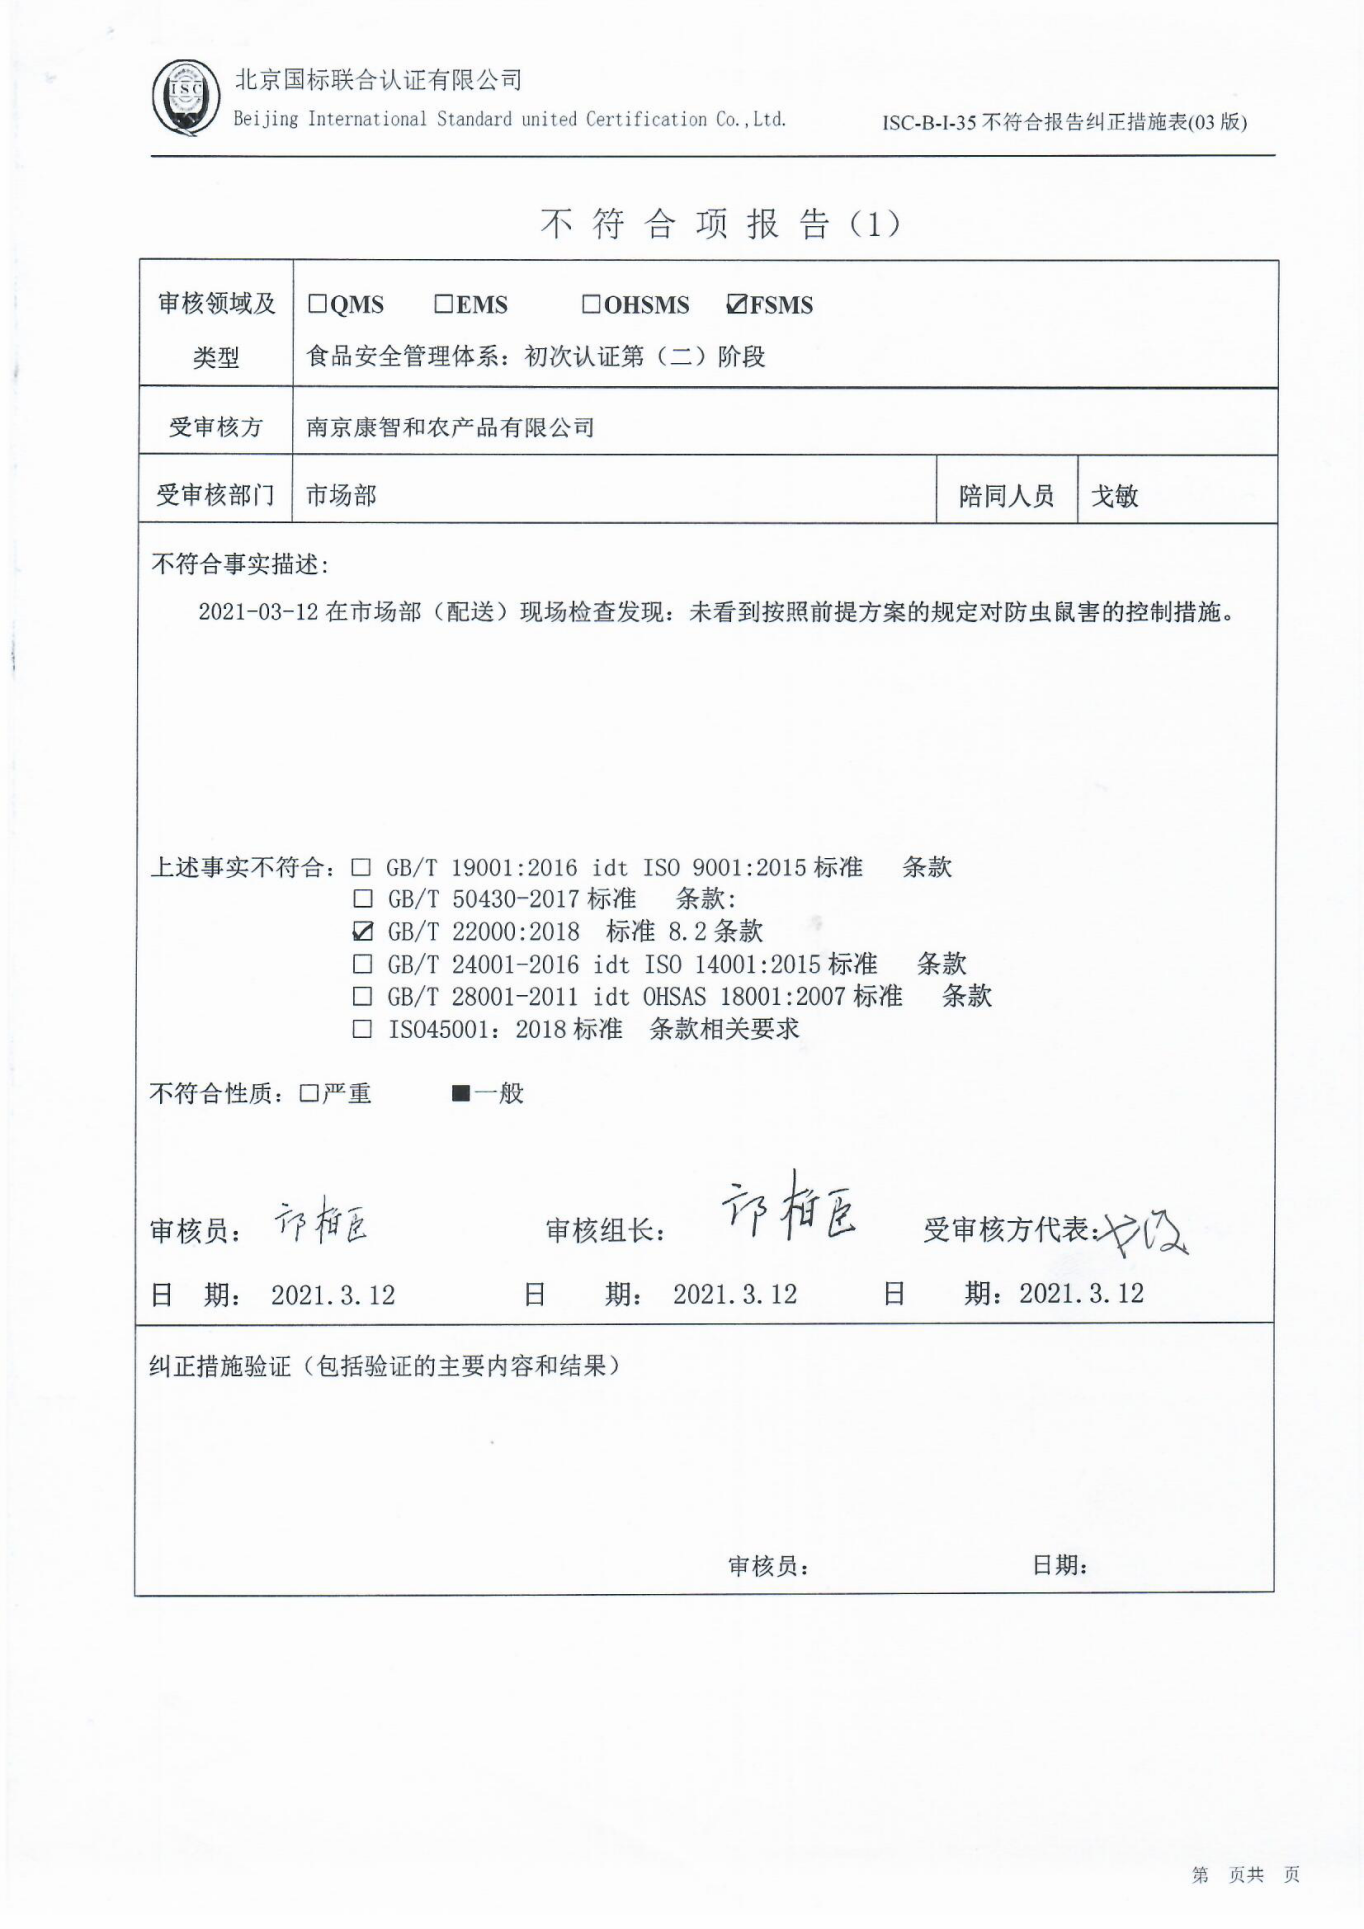 ISC
北京国标联合认证有限公司
Beijing International Standard united Certification Co.,Ltd.
ISC-B-I-35 不符合报告纠正措施表(03 版)
不 符 合 项 报 告（1）
审核领域及类型
□QMS □EMS □OHSMS ☑FSMS
食品安全管理体系：初次认证第（二）阶段
受审核方 南京康智和农产品有限公司
受审核部门 市场部 陪同人员 戈敏
不符合事实描述：
2021-03-12 在市场部（配送）现场检查发现：未看到按照前提方案的规定对防虫鼠害的控制措施。
上述事实不符合：□ GB/T 19001:2016 idt ISO 9001:2015 标准 条款
□ GB/T 50430-2017 标准 条款：
☑ GB/T 22000:2018 标准 8.2 条款
□ GB/T 24001-2016 idt ISO 14001:2015 标准 条款
□ GB/T 28001-2011 idt OHSAS 18001:2007 标准 条款
□ ISO45001：2018 标准 条款相关要求
不符合性质：□严重 ■一般
审核员： 审核组长： 受审核方代表：
日 期： 2021.3.12 日 期： 2021.3.12 日 期：2021.3.12
纠正措施验证（包括验证的主要内容和结果）
审核员： 日期：
第 页共 页